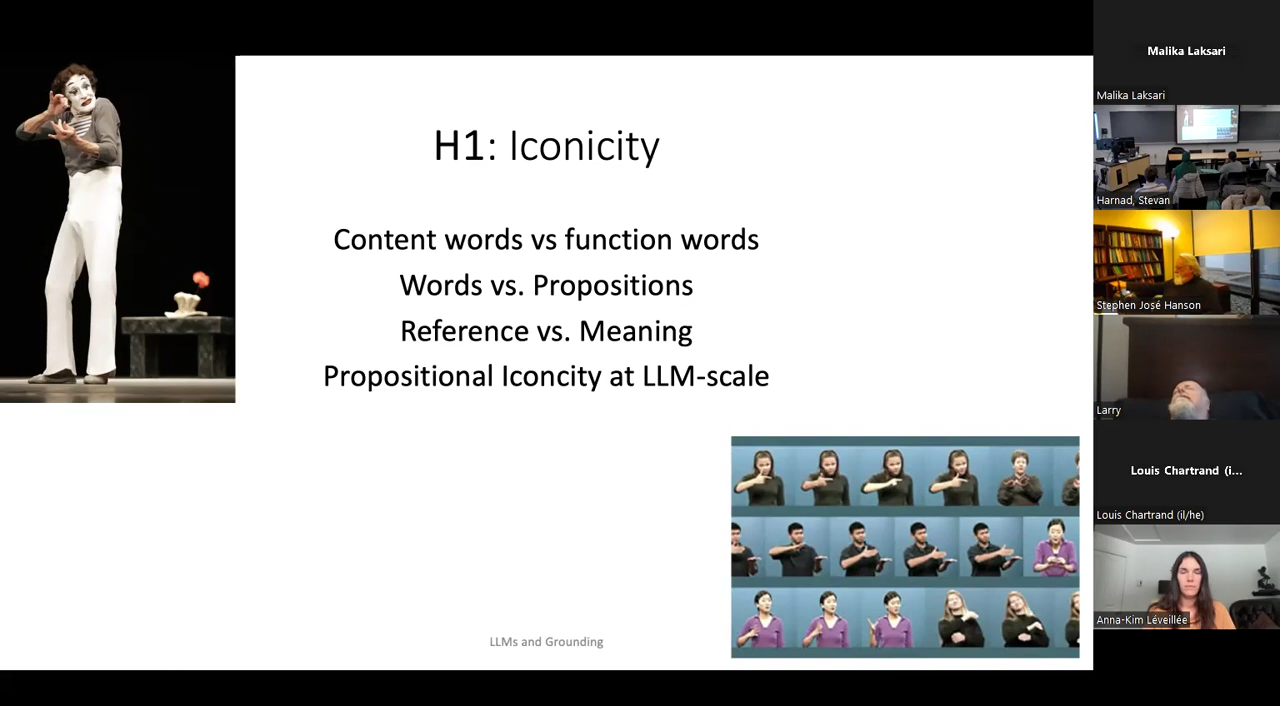 H1: Iconicity
Content words vs function words
Words vs. Propositions
Reference vs. Meaning
Propositional Iconcity at LLM-scale
LLMs and Grounding
Malika Laksari
Malika Laksari
Harnad, Stevan
Stephen José Hanson
Larry
Louis Chartrand (i...
Louis Chartrand (il/he)
Anna-Kim Léveillée